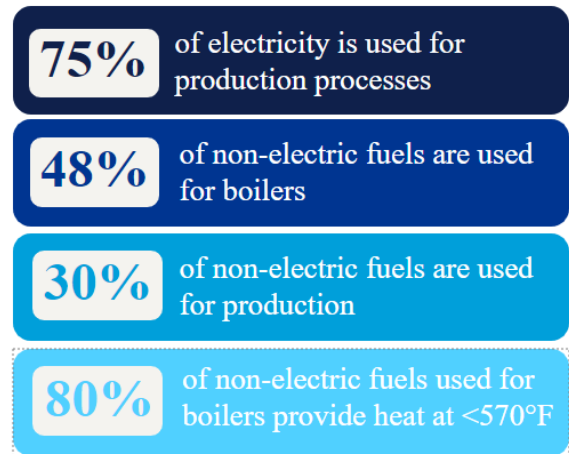 75%
of electricity is used for
production processes
48%
of non-electric fuels are used
for boilers
30%
of non-electric fuels are used
for production
80%
of non-electric fuels used for
boilers provide heat at <570°F